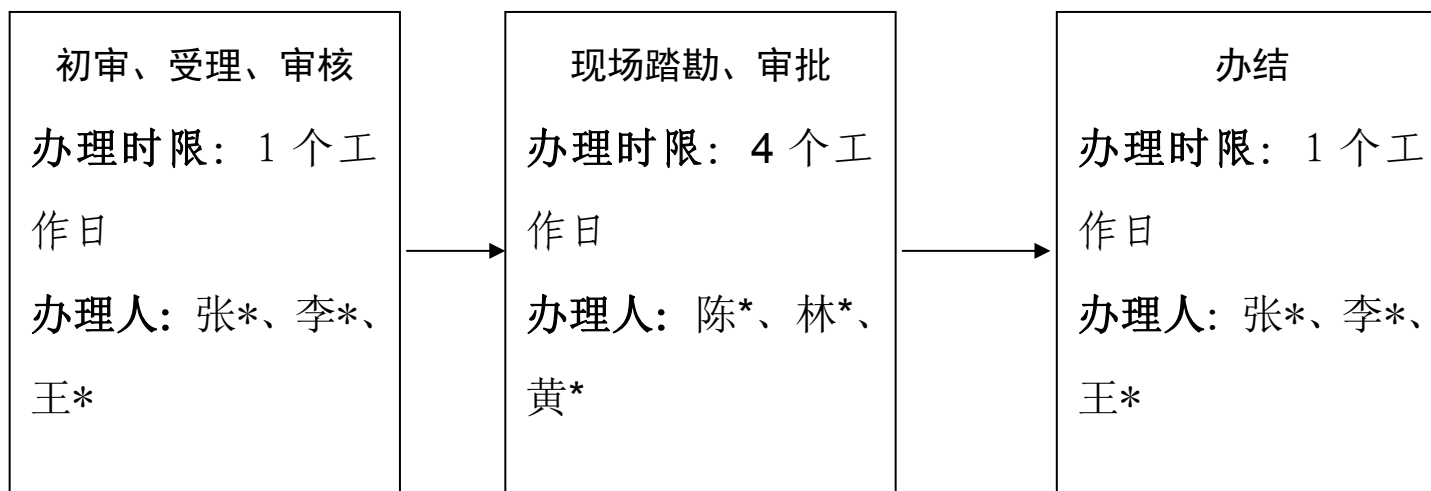 初审、受理、审核
办理时限：1 个工
作日
办理人：张*、李*、
王*
现场踏勘、审批
办理时限：4 个工
作日
办理人：陈*、林*、
黄*
办结
办理时限：1 个工
作日
办理人：张*、李*、
王*